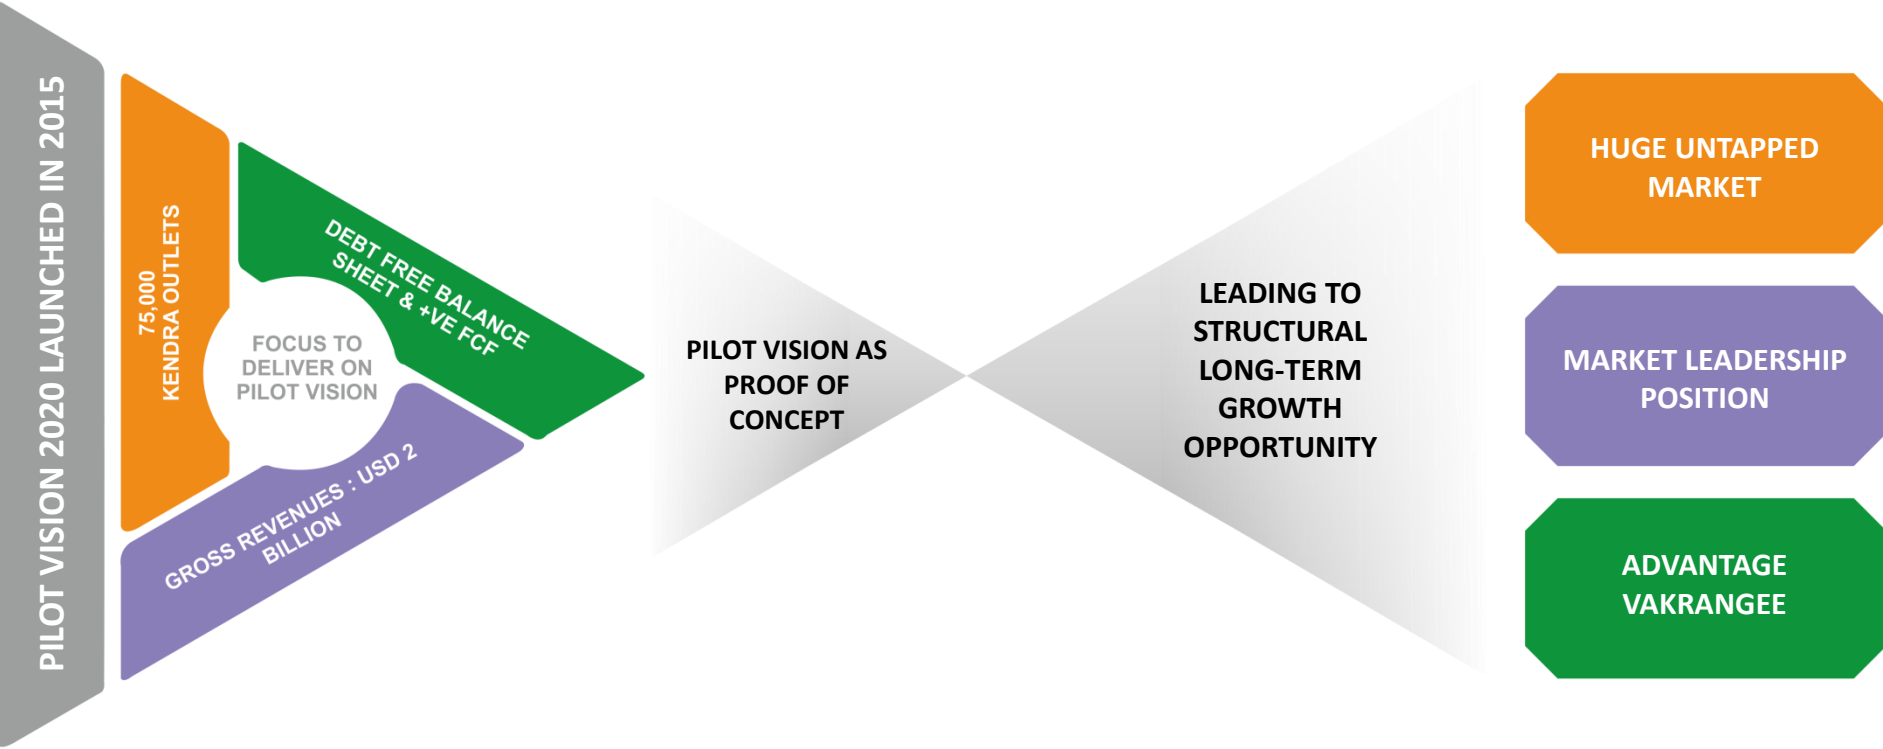 PILOT VISION 2020 LAUNCHED IN 2015
75,000
KENDRA OUTLETS
DEBT FREE BALANCE
SHEET & +VE FCF
FOCUS TO
DELIVER ON
PILOT VISION
GROSS REVENUES : USD 2
BILLION
PILOT VISION AS
PROOF OF
CONCEPT
LEADING TO
STRUCTURAL
LONG-TERM
GROWTH
OPPORTUNITY
HUGE UNTAPPED
MARKET
MARKET LEADERSHIP
POSITION
ADVANTAGE
VAKRANGEE